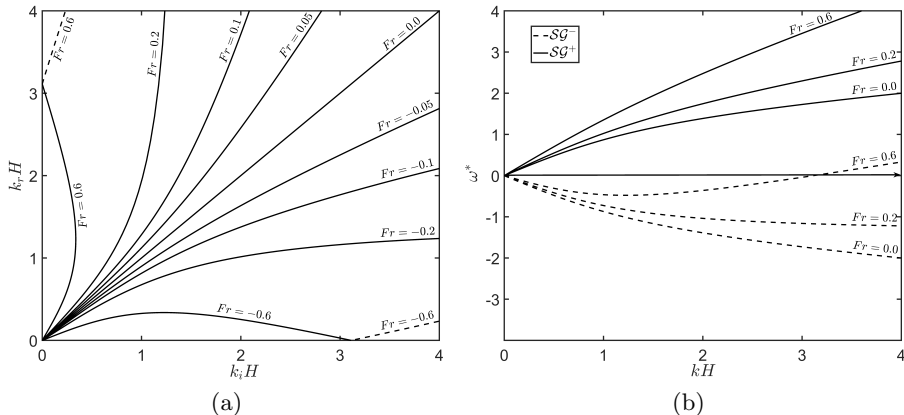 4
3
2
1
0
0
1
2
3
4
k_r H
k_i H
Fr = 0.6
Fr = 0.2
Fr = 0.1
Fr = 0.05
Fr = 0.0
Fr = −0.05
Fr = −0.1
Fr = −0.2
Fr = 0.6
Fr = −0.6
Fr = −0.6
(a)
4
3
2
1
0
-1
-2
-3
0
1
2
3
4
ω*
kH
SG⁻
SG⁺
Fr = 0.6
Fr = 0.2
Fr = 0.0
Fr = 0.6
Fr = 0.2
Fr = 0.0
(b)